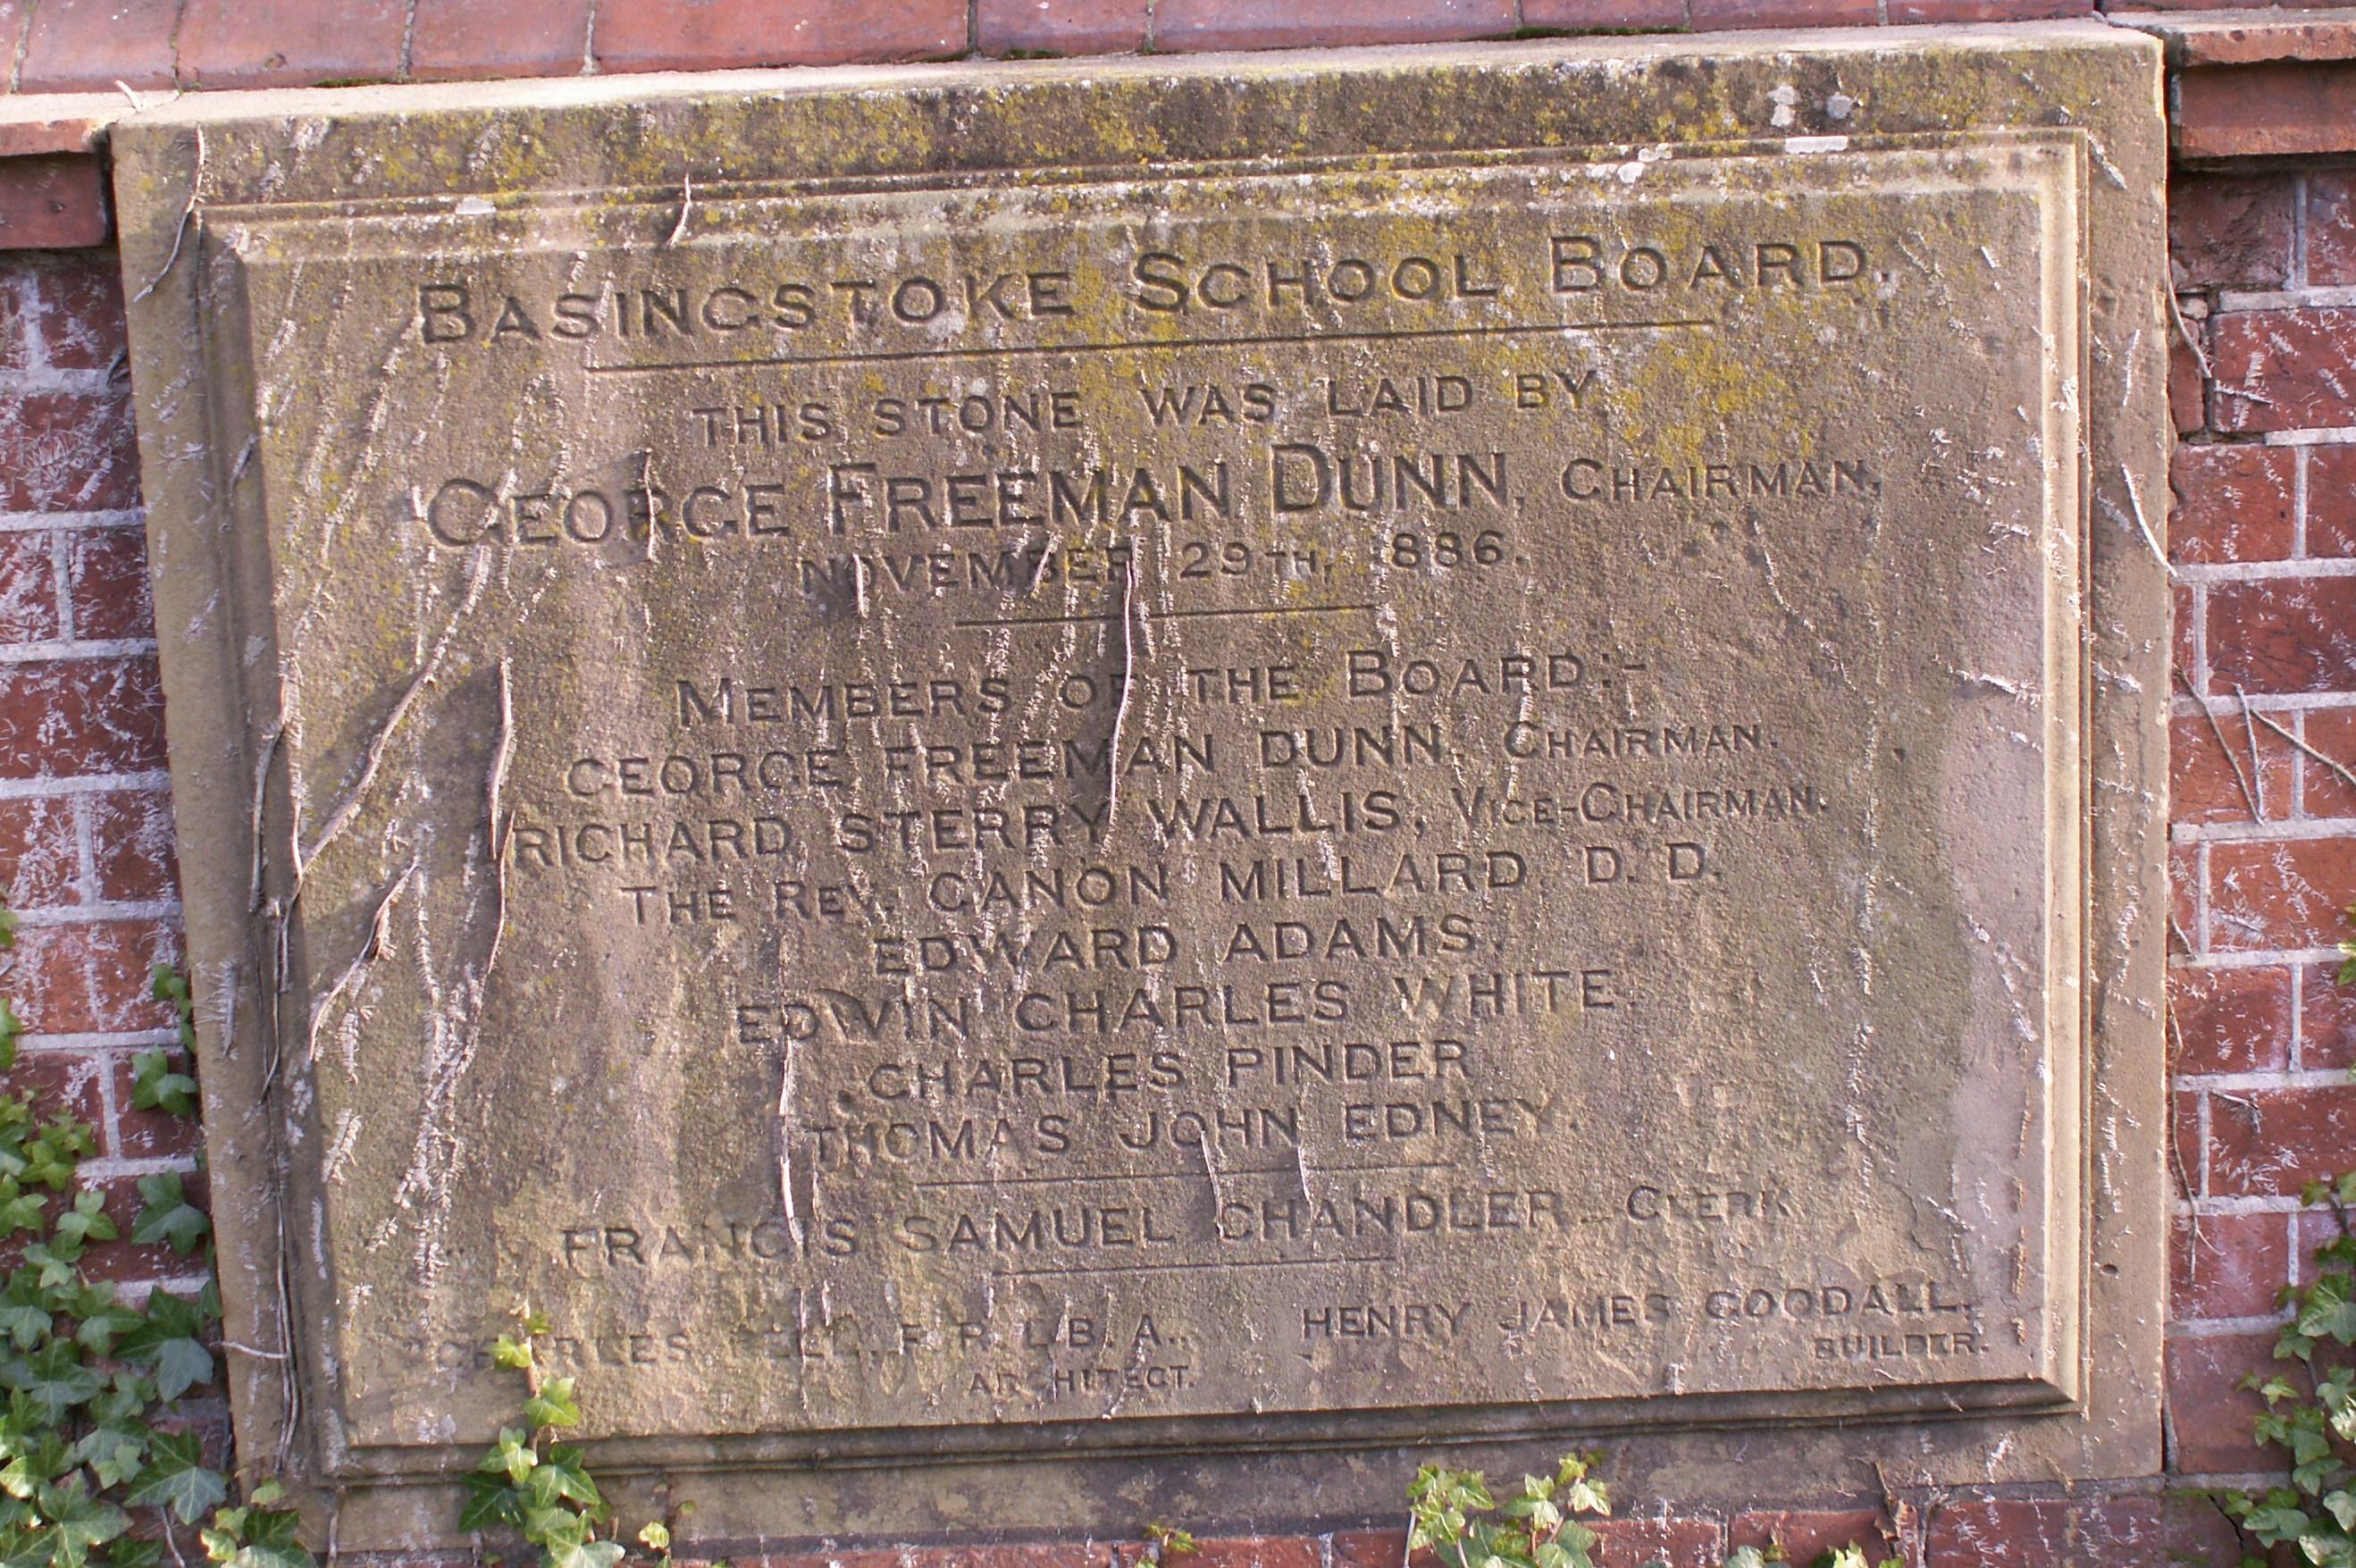 BASINGSTOKE SCHOOL BOARD.
THIS STONE WAS LAID BY
GEORGE FREEMAN DUNN, CHAIRMAN,
NOVEMBER 29TH, 1886.
MEMBERS OF THE BOARD:-
GEORGE FREEMAN DUNN, CHAIRMAN.
RICHARD STERRY WALLIS, VICE-CHAIRMAN.
THE REV. CANON MILLARD D. D.
EDWARD ADAMS.
EDWIN CHARLES WHITE.
CHARLES PINDER
THOMAS JOHN EDNEY.
FRANCIS SAMUEL CHANDLER CLERK
CHARLES BELL, F. R. I. B. A.,
ARCHITECT.
HENRY JAMES GOODALL.
BUILDER.